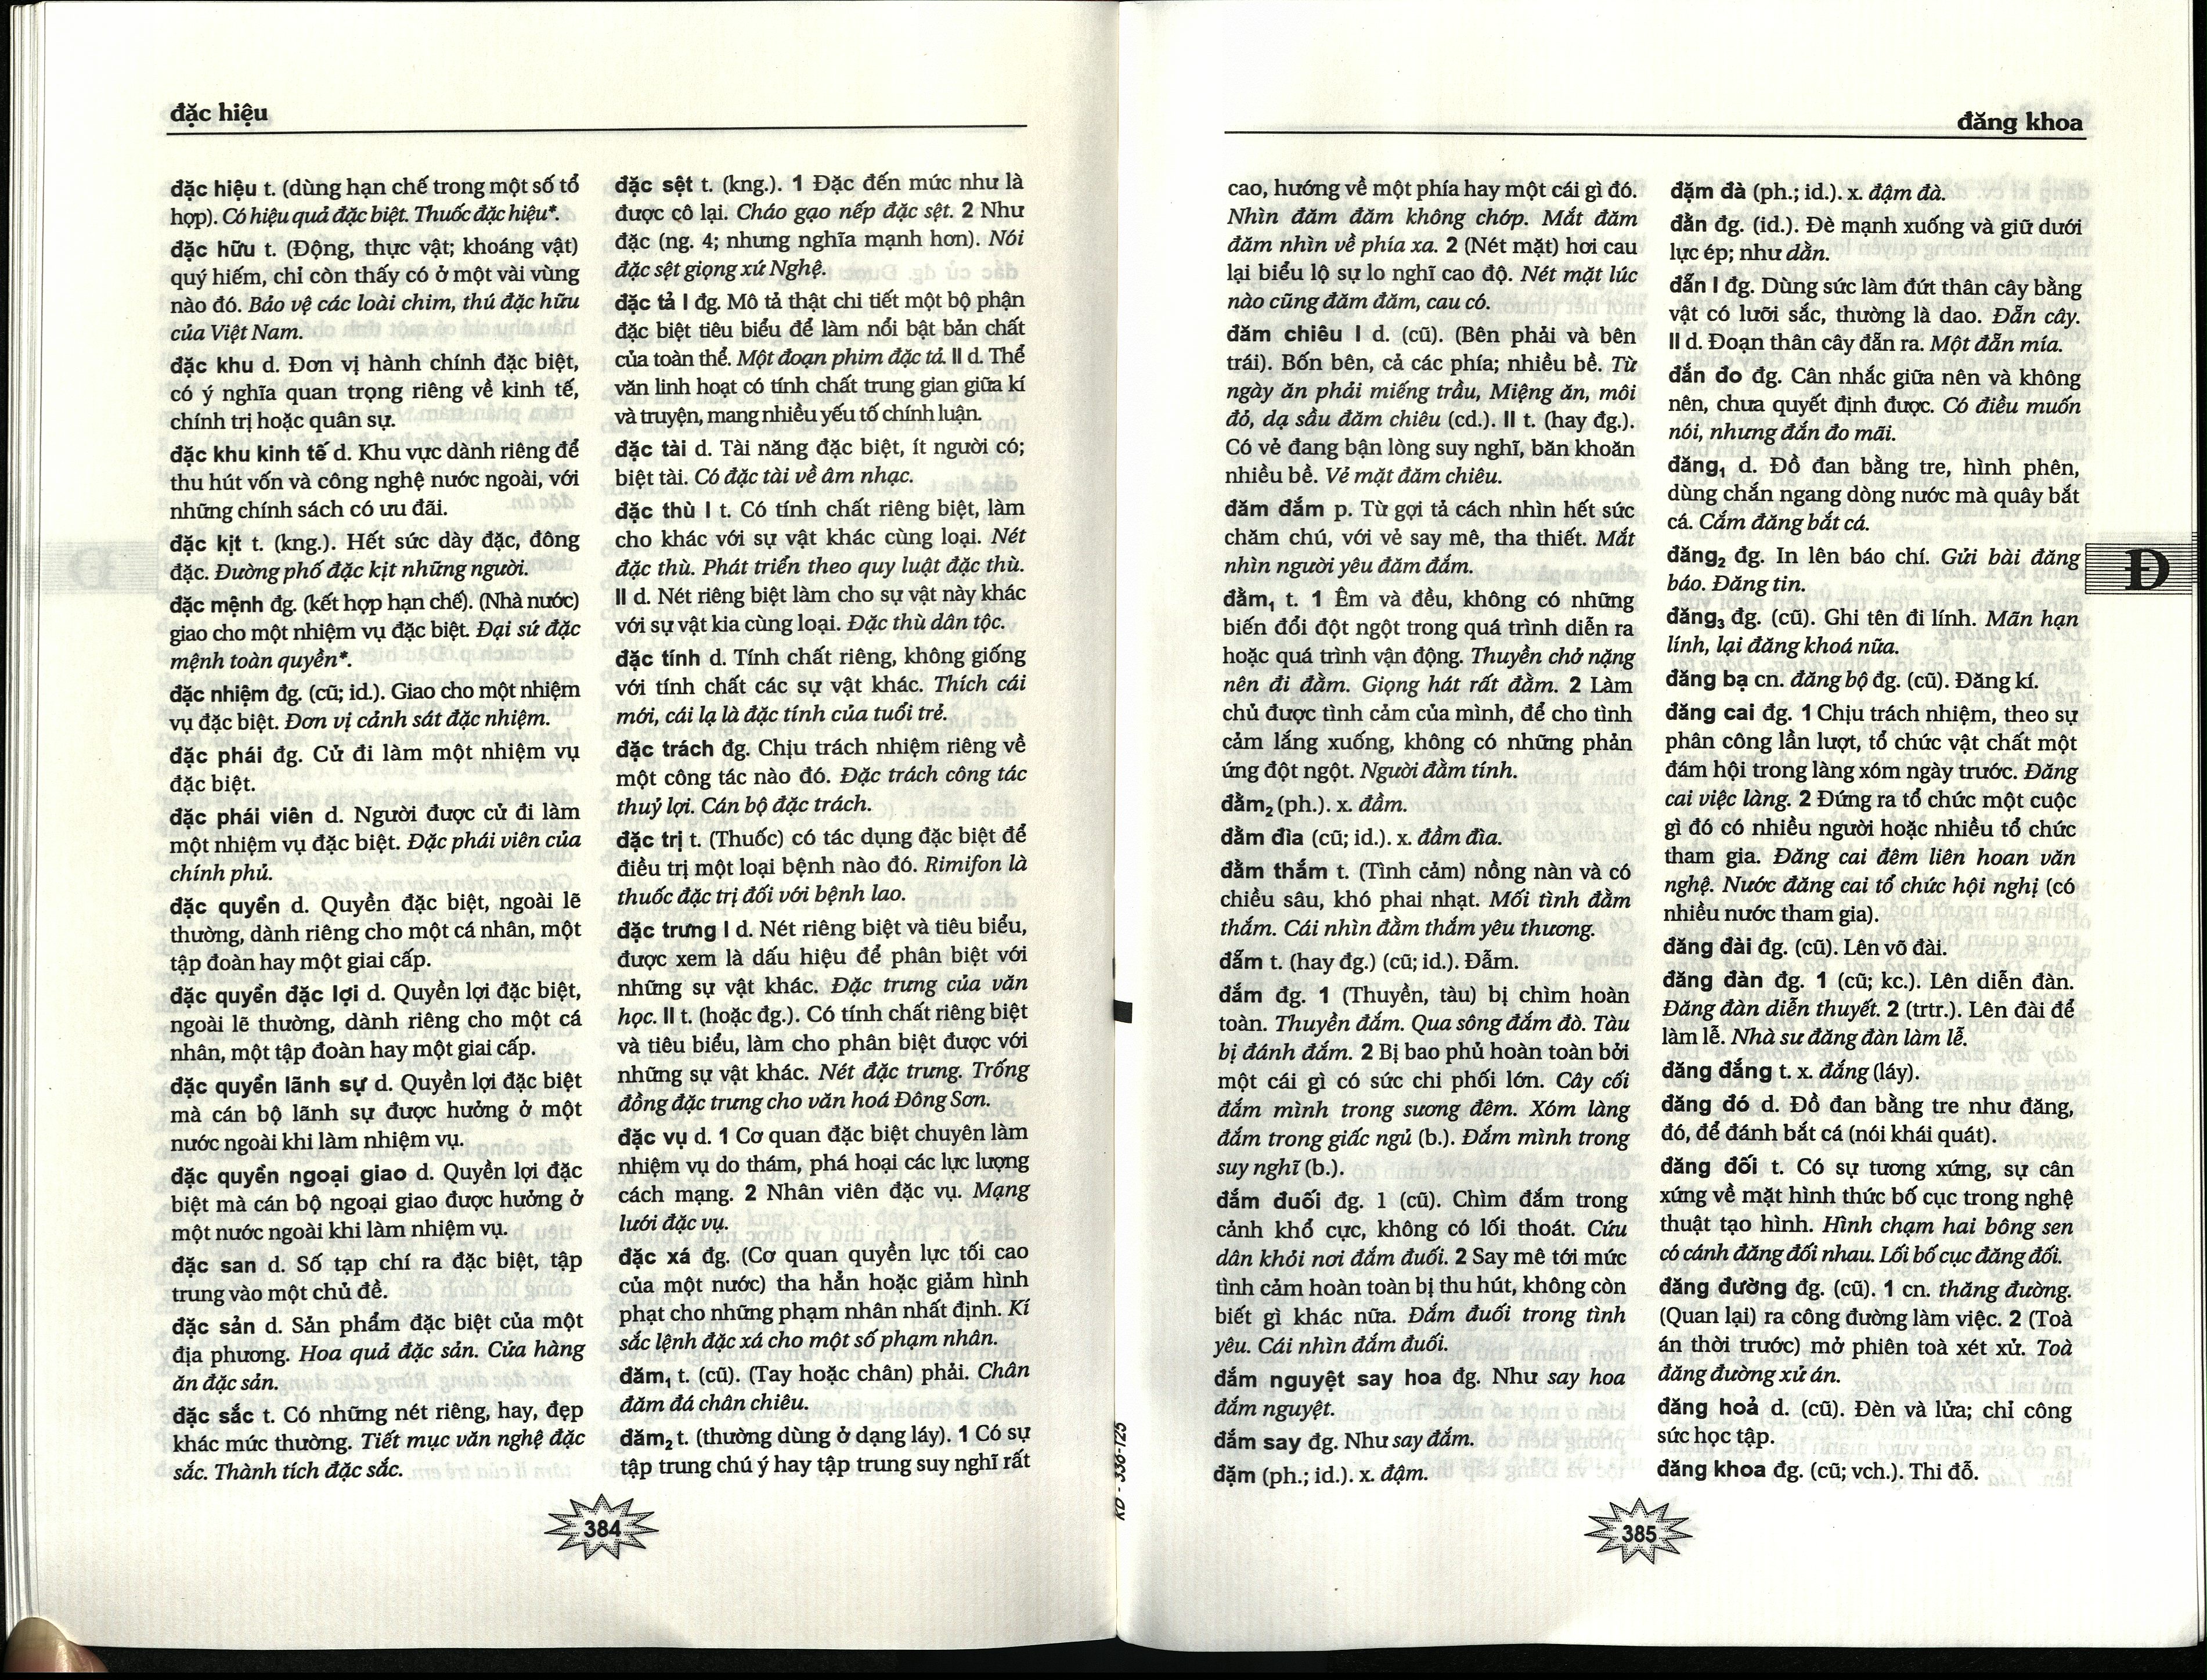 đặc hiệu
đặc hiệu t. (dùng hạn chế trong một số tổ
hợp). Có hiệu quả đặc biệt. Thuốc đặc hiệu*.
đặc hữu t. (Động, thực vật; khoáng vật)
quý hiếm, chỉ còn thấy có ở một vài vùng
nào đó. Bảo vệ các loài chim, thú đặc hữu
của Việt Nam.
đặc khu d. Đơn vị hành chính đặc biệt,
có ý nghĩa quan trọng riêng về kinh tế,
chính trị hoặc quân sự.
đặc khu kinh tế d. Khu vực dành riêng để
thu hút vốn và công nghệ nước ngoài, với
những chính sách có ưu đãi.
đặc kịt t. (kng.). Hết sức dày đặc, đông
đặc. Đường phố đặc kịt những người.
đặc mệnh đg. (kết hợp hạn chế). (Nhà nước)
giao cho một nhiệm vụ đặc biệt. Đại sứ đặc
mệnh toàn quyền*.
đặc nhiệm đg. (cũ; id.). Giao cho một nhiệm
vụ đặc biệt. Đơn vị cảnh sát đặc nhiệm.
đặc phái đg. Cử đi làm một nhiệm vụ
đặc biệt.
đặc phái viên d. Người được cử đi làm
một nhiệm vụ đặc biệt. Đặc phái viên của
chính phủ.
đặc quyền d. Quyền đặc biệt, ngoài lẽ
thường, dành riêng cho một cá nhân, một
tập đoàn hay một giai cấp.
đặc quyền đặc lợi d. Quyền lợi đặc biệt,
ngoài lẽ thường, dành riêng cho một cá
nhân, một tập đoàn hay một giai cấp.
đặc quyền lãnh sự d. Quyền lợi đặc biệt
mà cán bộ lãnh sự được hưởng ở một
nước ngoài khi làm nhiệm vụ.
đặc quyền ngoại giao d. Quyền lợi đặc
biệt mà cán bộ ngoại giao được hưởng ở
một nước ngoài khi làm nhiệm vụ.
đặc san d. Số tạp chí ra đặc biệt, tập
trung vào một chủ đề.
đặc sản d. Sản phẩm đặc biệt của một
địa phương. Hoa quả đặc sản. Cửa hàng
ăn đặc sản.
đặc sắc t. Có những nét riêng, hay, đẹp
khác mức thường. Tiết mục văn nghệ đặc
sắc. Thành tích đặc sắc.
đặc sệt t. (kng.). 1 Đặc đến mức như là
được cô lại. Cháo gạo nếp đặc sệt. 2 Như
đặc (ng. 4; nhưng nghĩa mạnh hơn). Nói
đặc sệt giọng xứ Nghệ.
đặc tả I đg. Mô tả thật chi tiết một bộ phận
đặc biệt tiêu biểu để làm nổi bật bản chất
của toàn thể. Một đoạn phim đặc tả. II d. Thể
văn linh hoạt có tính chất trung gian giữa kí
và truyện, mang nhiều yếu tố chính luận.
đặc tài d. Tài năng đặc biệt, ít người có;
biệt tài. Có đặc tài về âm nhạc.
đặc thù I t. Có tính chất riêng biệt, làm
cho khác với sự vật khác cùng loại. Nét
đặc thù. Phát triển theo quy luật đặc thù.
II d. Nét riêng biệt làm cho sự vật này khác
với sự vật kia cùng loại. Đặc thù dân tộc.
đặc tính d. Tính chất riêng, không giống
với tính chất các sự vật khác. Thích cái
mới, cái lạ là đặc tính của tuổi trẻ.
đặc trách đg. Chịu trách nhiệm riêng về
một công tác nào đó. Đặc trách công tác
thuỷ lợi. Cán bộ đặc trách.
đặc trị t. (Thuốc) có tác dụng đặc biệt để
điều trị một loại bệnh nào đó. Rimifon là
thuốc đặc trị đối với bệnh lao.
đặc trưng I d. Nét riêng biệt và tiêu biểu,
được xem là dấu hiệu để phân biệt với
những sự vật khác. Đặc trưng của văn
học. II t. (hoặc đg.). Có tính chất riêng biệt
và tiêu biểu, làm cho phân biệt được với
những sự vật khác. Nét đặc trưng. Trống
đồng đặc trưng cho văn hoá Đông Sơn.
đặc vụ d. 1 Cơ quan đặc biệt chuyên làm
nhiệm vụ do thám, phá hoại các lực lượng
cách mạng. 2 Nhân viên đặc vụ. Mạng
lưới đặc vụ.
đặc xá đg. (Cơ quan quyền lực tối cao
của một nước) tha hẳn hoặc giảm hình
phạt cho những phạm nhân nhất định. Kí
sắc lệnh đặc xá cho một số phạm nhân.
đăm₁ t. (cũ). (Tay hoặc chân) phải. Chân
đăm đá chân chiêu.
đăm₂ t. (thường dùng ở dạng láy). 1 Có sự
tập trung chú ý hay tập trung suy nghĩ rất
384
KD - 336-125
đăng khoa
cao, hướng về một phía hay một cái gì đó.
Nhìn đăm đăm không chớp. Mắt đăm
đăm nhìn về phía xa. 2 (Nét mặt) hơi cau
lại biểu lộ sự lo nghĩ cao độ. Nét mặt lúc
nào cũng đăm đăm, cau có.
đăm chiêu I d. (cũ). (Bên phải và bên
trái). Bốn bên, cả các phía; nhiều bề. Từ
ngày ăn phải miếng trầu, Miệng ăn, môi
đỏ, dạ sầu đăm chiêu (cd.). II t. (hay đg.).
Có vẻ đang bận lòng suy nghĩ, băn khoăn
nhiều bề. Vẻ mặt đăm chiêu.
đăm đắm p. Từ gợi tả cách nhìn hết sức
chăm chú, với vẻ say mê, tha thiết. Mắt
nhìn người yêu đăm đắm.
đằm₁ t. 1 Êm và đều, không có những
biến đổi đột ngột trong quá trình diễn ra
hoặc quá trình vận động. Thuyền chở nặng
nên đi đằm. Giọng hát rất đằm. 2 Làm
chủ được tình cảm của mình, để cho tình
cảm lắng xuống, không có những phản
ứng đột ngột. Người đằm tính.
đằm₂ (ph.). x. đầm.
đằm đìa (cũ; id.). x. đầm đìa.
đằm thắm t. (Tình cảm) nồng nàn và có
chiều sâu, khó phai nhạt. Mối tình đằm
thắm. Cái nhìn đằm thắm yêu thương.
đẵm t. (hay đg.) (cũ; id.). Đẫm.
đắm đg. 1 (Thuyền, tàu) bị chìm hoàn
toàn. Thuyền đắm. Qua sông đắm đò. Tàu
bị đánh đắm. 2 Bị bao phủ hoàn toàn bởi
một cái gì có sức chi phối lớn. Cây cối
đắm mình trong sương đêm. Xóm làng
đắm trong giấc ngủ (b.). Đắm mình trong
suy nghĩ (b.).
đắm đuối đg. 1 (cũ). Chìm đắm trong
cảnh khổ cực, không có lối thoát. Cứu
dân khỏi nơi đắm đuối. 2 Say mê tới mức
tình cảm hoàn toàn bị thu hút, không còn
biết gì khác nữa. Đắm đuối trong tình
yêu. Cái nhìn đắm đuối.
đắm nguyệt say hoa đg. Như say hoa
đắm nguyệt.
đắm say đg. Như say đắm.
đặm (ph.; id.). x. đậm.
đặm đà (ph.; id.). x. đậm đà.
đằn đg. (id.). Đè mạnh xuống và giữ dưới
lực ép; như dằn.
đẵn I đg. Dùng sức làm đứt thân cây bằng
vật có lưỡi sắc, thường là dao. Đẵn cây.
II d. Đoạn thân cây đẵn ra. Một đẵn mía.
đắn đo đg. Cân nhắc giữa nên và không
nên, chưa quyết định được. Có điều muốn
nói, nhưng đắn đo mãi.
đăng₁ d. Đồ đan bằng tre, hình phên,
dùng chắn ngang dòng nước mà quây bắt
cá. Cắm đăng bắt cá.
đăng₂ đg. In lên báo chí. Gửi bài đăng
báo. Đăng tin.
đăng₃ đg. (cũ). Ghi tên đi lính. Mãn hạn
lính, lại đăng khoá nữa.
đăng bạ cn. đăng bộ đg. (cũ). Đăng kí.
đăng cai đg. 1 Chịu trách nhiệm, theo sự
phân công lần lượt, tổ chức vật chất một
đám hội trong làng xóm ngày trước. Đăng
cai việc làng. 2 Đứng ra tổ chức một cuộc
gì đó có nhiều người hoặc nhiều tổ chức
tham gia. Đăng cai đêm liên hoan văn
nghệ. Nước đăng cai tổ chức hội nghị (có
nhiều nước tham gia).
đăng đài đg. (cũ). Lên võ đài.
đăng đàn đg. 1 (cũ; kc.). Lên diễn đàn.
Đăng đàn diễn thuyết. 2 (trtr.). Lên đài để
làm lễ. Nhà sư đăng đàn làm lễ.
đăng đắng t. x. đắng (láy).
đăng đó d. Đồ đan bằng tre như đăng,
đó, để đánh bắt cá (nói khái quát).
đăng đối t. Có sự tương xứng, sự cân
xứng về mặt hình thức bố cục trong nghệ
thuật tạo hình. Hình chạm hai bông sen
có cánh đăng đối nhau. Lối bố cục đăng đối.
đăng đường đg. (cũ). 1 cn. thăng đường.
(Quan lại) ra công đường làm việc. 2 (Toà
án thời trước) mở phiên toà xét xử. Toà
đăng đường xử án.
đăng hoả d. (cũ). Đèn và lửa; chỉ công
sức học tập.
đăng khoa đg. (cũ; vch.). Thi đỗ.
Đ
385